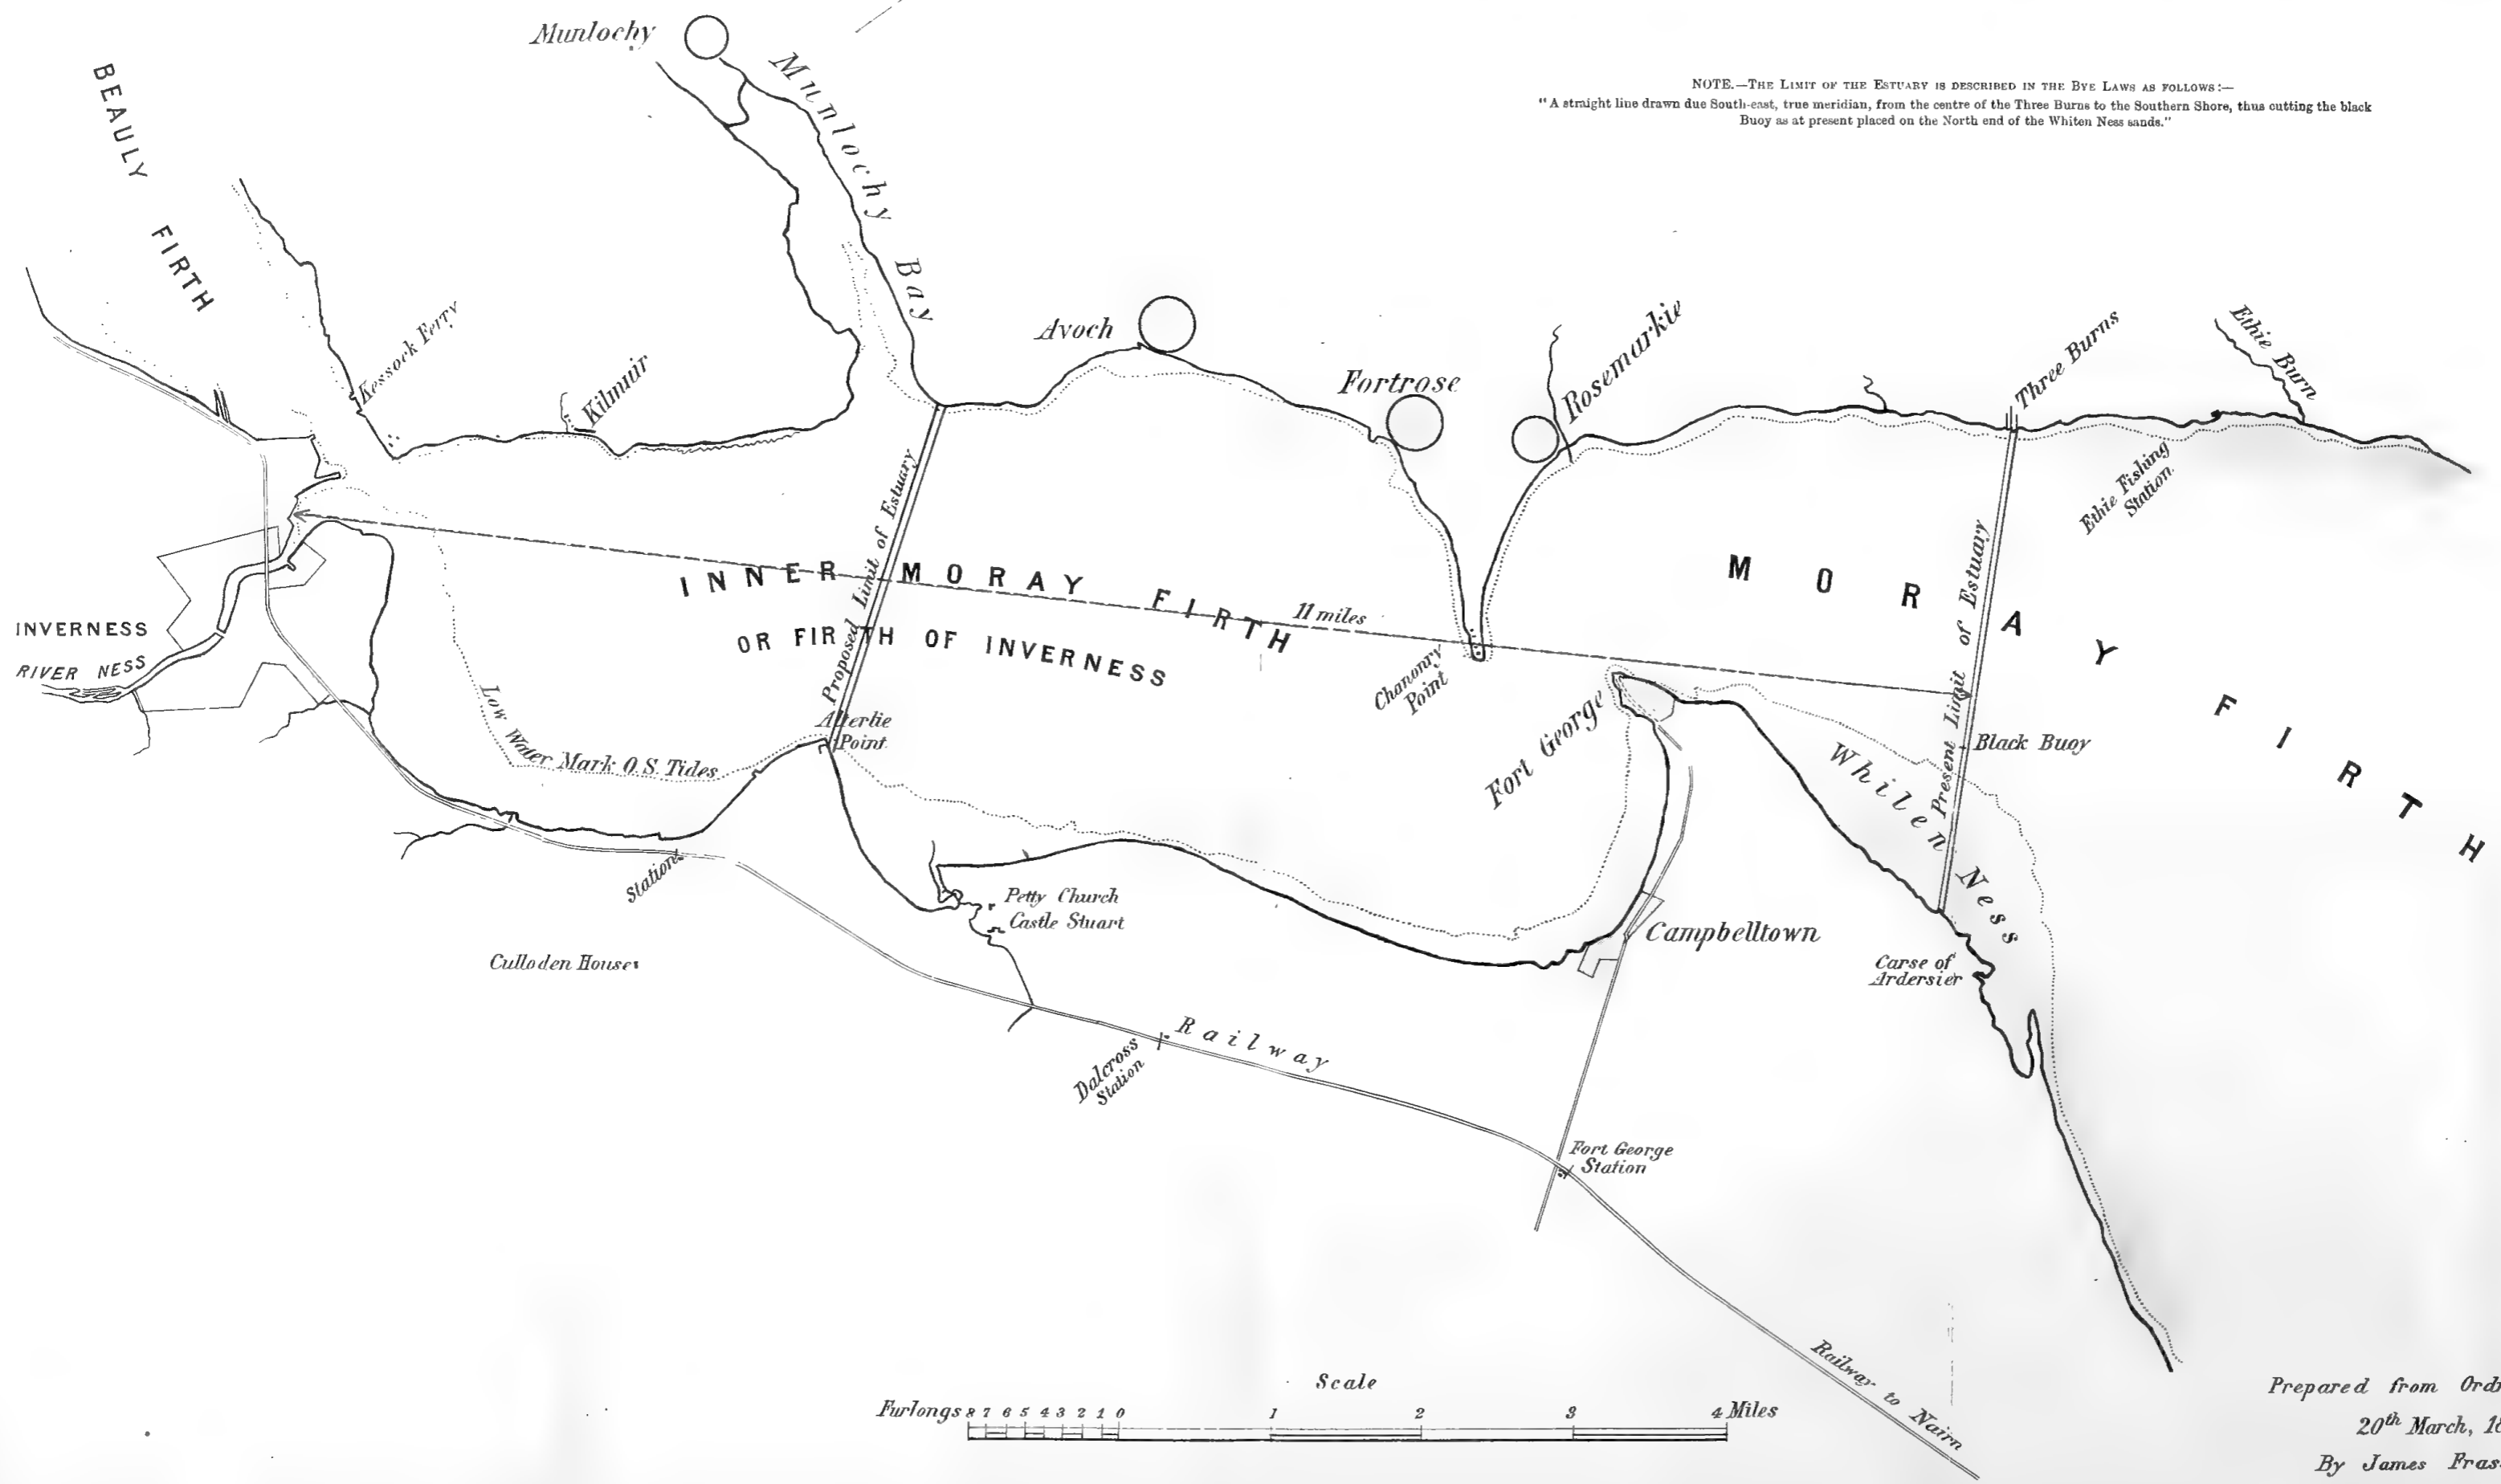 Munlochy
Munlochy Bay
BEAULY FIRTH
NOTE.—THE LIMIT OF THE ESTUARY IS DESCRIBED IN THE BYE LAWS AS FOLLOWS:—
"A straight line drawn due South-east, true meridian, from the centre of the Three Burns to the Southern Shore, thus cutting the black
Buoy as at present placed on the North end of the Whiten Ness sands."
Kessock Ferry
Kilmuir
Avoch
Fortrose
Rosemarkie
Three Burns
Ethie Burn
Ethie Fishing
Station
Proposed Limit of Estuary
Present Limit of Estuary
INNER MORAY FIRTH
OR FIRTH OF INVERNESS
11 miles
MORAY FIRTH
INVERNESS
RIVER NESS
Chanonry
Point
Fort George
Low Water Mark O.S. Tides
Alterlie
Point
Black Buoy
Whiten Ness
Station
Petty Church
Castle Stuart
Culloden House
Campbelltown
Carse of
Ardersier
Railway
Dalcross
Station
Fort George
Station
Railway to Nairn
Scale
Furlongs 8 7 6 5 4 3 2 1 0 1 2 3 4 Miles
Prepared from Ord
20th March, 18
By James Fras